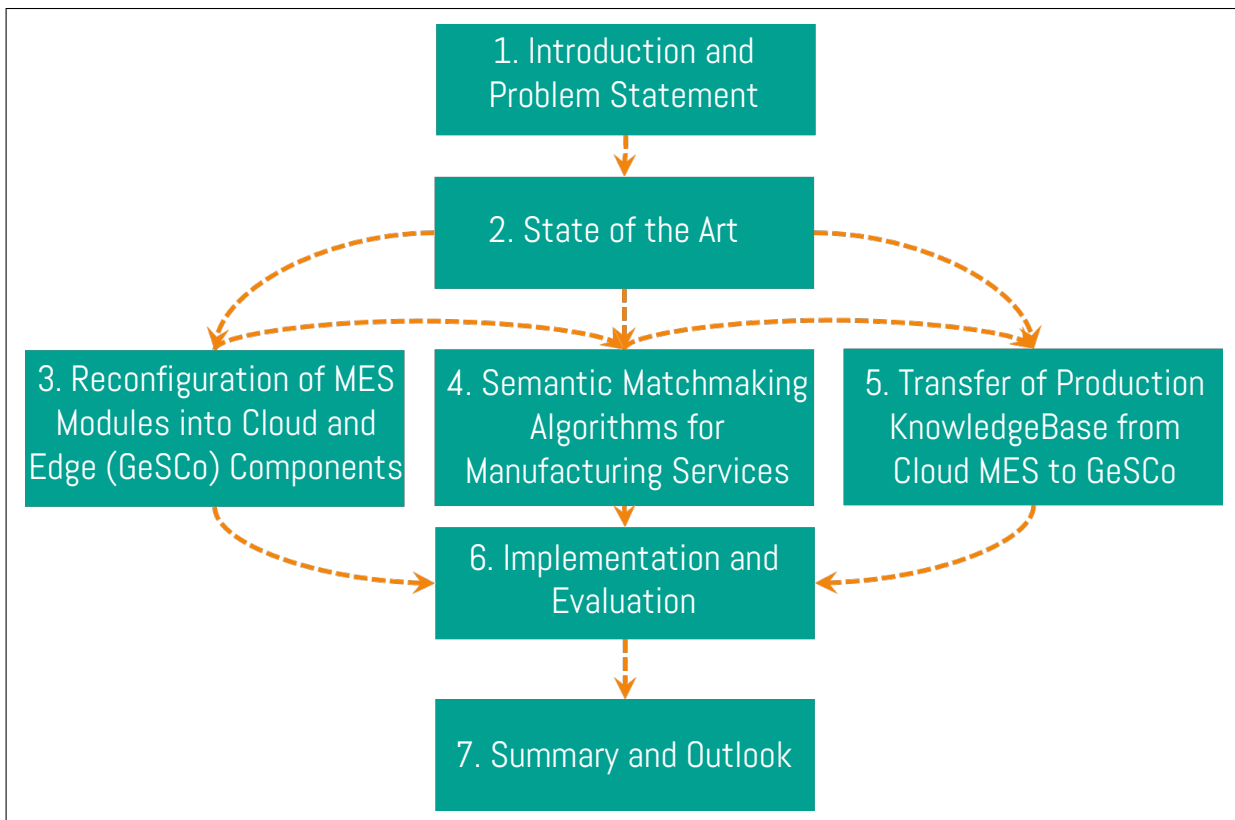 1. Introduction and
Problem Statement
2. State of the Art
3. Reconfiguration of MES
Modules into Cloud and
Edge (GeSCo) Components
4. Semantic Matchmaking
Algorithms for
Manufacturing Services
5. Transfer of Production
KnowledgeBase from
Cloud MES to GeSCo
6. Implementation and
Evaluation
7. Summary and Outlook